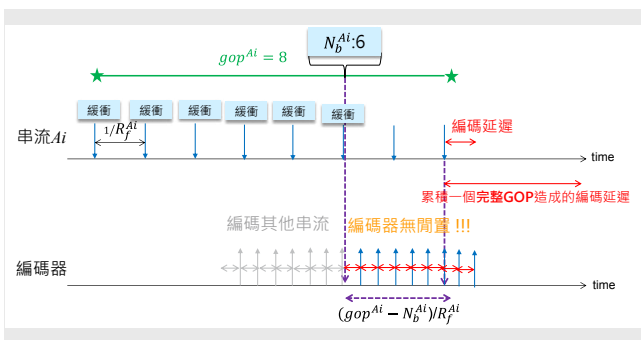 N_b^{Ai}:6
gop^{Ai} = 8
緩衝 緩衝 緩衝 緩衝 緩衝 緩衝
1/R_f^{Ai}
編碼延遲
串流Ai
time
累積一個完整GOP造成的編碼延遲
編碼其他串流 編碼器無閒置 !!!
編碼器
time
(gop^{Ai} − N_b^{Ai})/R_f^{Ai}